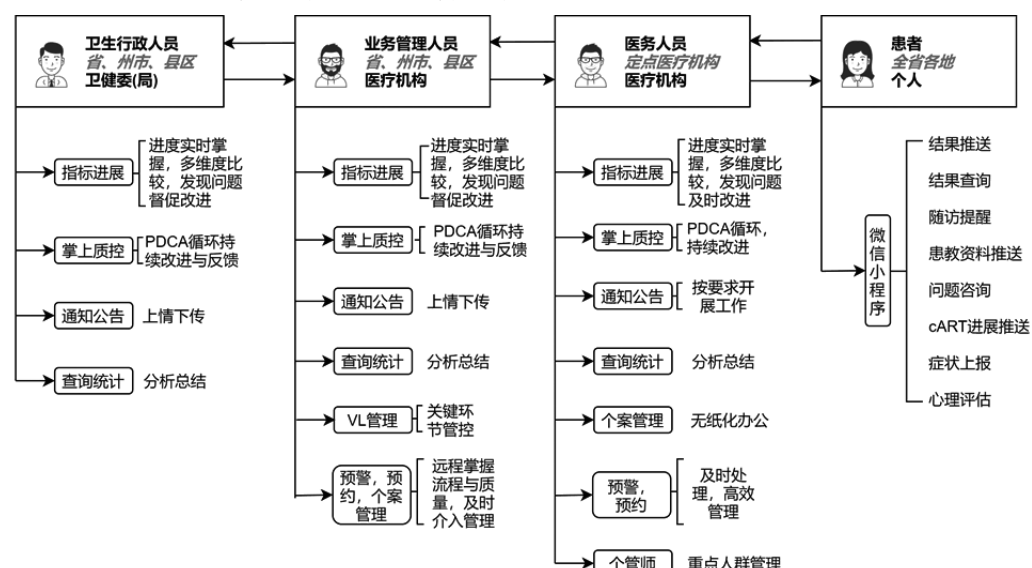 卫生行政人员
省、州市、县区
卫健委(局)
业务管理人员
省、州市、县区
医疗机构
医务人员
定点医疗机构
医疗机构
患者
全省各地
个人
指标进展
进度实时掌
握，多维度比
较，发现问题
督促改进
掌上质控
PDCA循环持
续改进与反馈
通知公告
上情下传
查询统计
分析总结
指标进展
进度实时掌
握，多维度比
较，发现问题
督促改进
掌上质控
PDCA循环持
续改进与反馈
通知公告
上情下传
查询统计
分析总结
VL管理
关键环
节管控
预警，预
约，个案
管理
远程掌握
流程与质
量，及时
介入管理
指标进展
进度实时掌
握，多维度比
较，发现问题
及时改进
掌上质控
PDCA循环，
持续改进
通知公告
按要求开
展工作
查询统计
分析总结
个案管理
无纸化办公
预警，
预约
及时处
理，高效
管理
个管师
重点人群管理
微信小程序
结果推送
结果查询
随访提醒
患教资料推送
问题咨询
cART进展推送
症状上报
心理评估